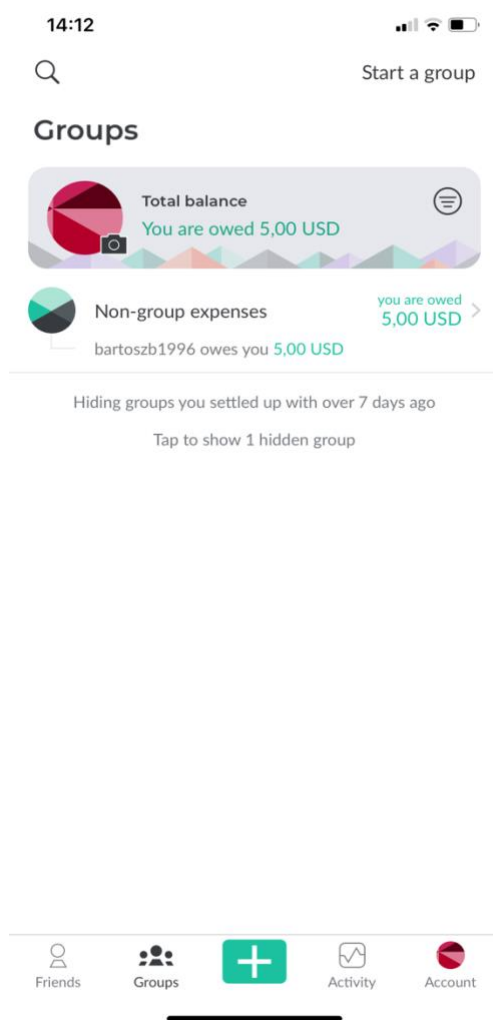 14:12
Start a group
Groups
Total balance
You are owed 5,00 USD
Non-group expenses
you are owed
5,00 USD
bartoszb1996 owes you 5,00 USD
Hiding groups you settled up with over 7 days ago
Tap to show 1 hidden group
Friends
Groups
Activity
Account